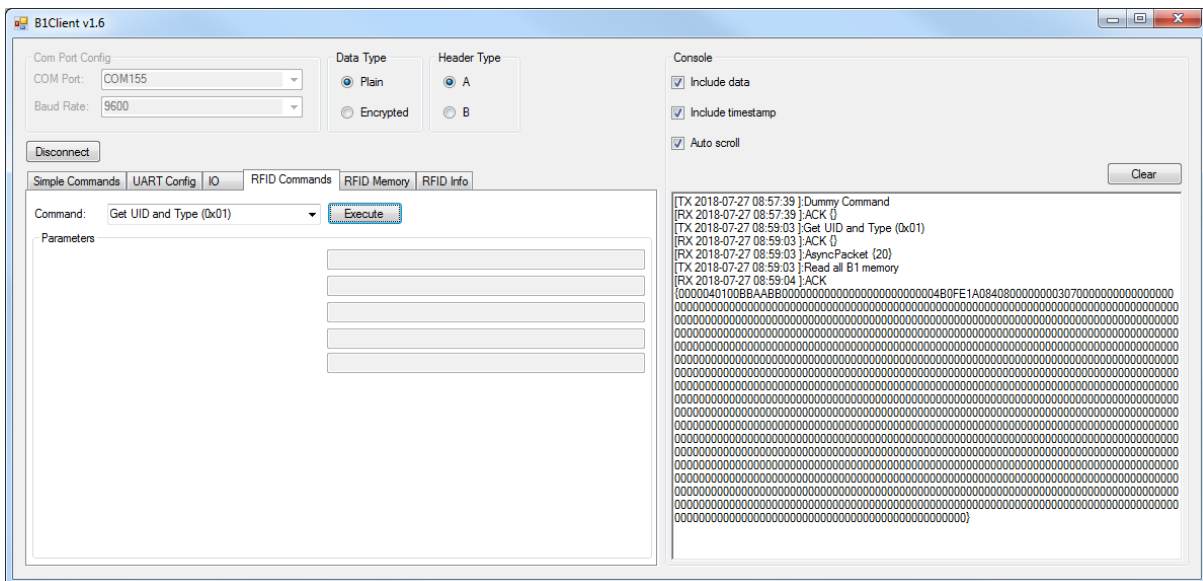 B1Client v1.6
Com Port Config
COM Port: COM155
Baud Rate: 9600
Data Type
Plain
Encrypted
Header Type
A
B
Disconnect
Simple Commands UART Config IO RFID Commands RFID Memory RFID Info
Command: Get UID and Type (0x01) Execute
Parameters
Console
Include data
Include timestamp
Auto scroll
Clear
[TX 2018-07-27 08:57:39 ]:Dummy Command
[RX 2018-07-27 08:57:39 ]:ACK {}
[TX 2018-07-27 08:59:03 ]:Get UID and Type (0x01)
[RX 2018-07-27 08:59:03 ]:ACK {}
[RX 2018-07-27 08:59:03 ]:AsyncPacket {20}
[TX 2018-07-27 08:59:03 ]:Read all B1 memory
[RX 2018-07-27 08:59:04 ]:ACK
{0000040100BBAABB00000000000000000000000004B0FE1A0840800000000307000000000000000